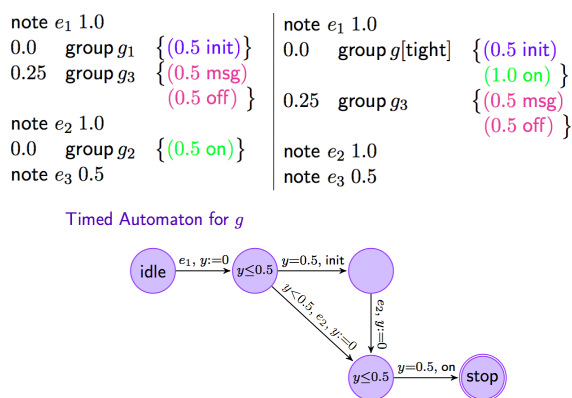 note e₁ 1.0
0.0 group g₁ {(0.5 init)}
0.25 group g₃ {(0.5 msg)
(0.5 off) }
note e₂ 1.0
0.0 group g₂ {(0.5 on)}
note e₃ 0.5
note e₁ 1.0
0.0 group g[tight] {(0.5 init)
(1.0 on) }
0.25 group g₃ {(0.5 msg)
(0.5 off) }
note e₂ 1.0
note e₃ 0.5
Timed Automaton for g
idle
e₁, y:=0
y≤0.5
y=0.5, init
y<0.5, e₂, y:=0
e₂, y:=0
y≤0.5
y=0.5, on
stop